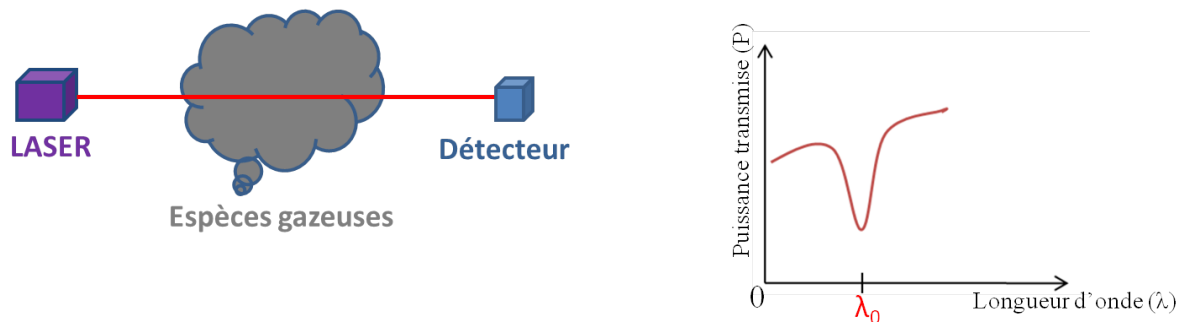 LASER
Détecteur
Espèces gazeuses
Puissance transmise (P)
0
λ0
Longueur d'onde (λ)